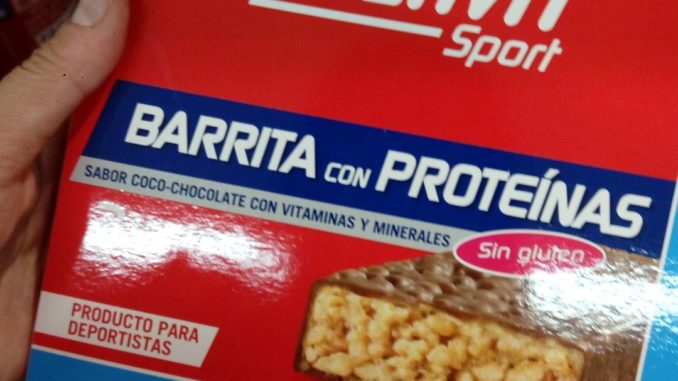 Sport
BARRITA CON PROTEÍNAS
SABOR COCO-CHOCOLATE CON VITAMINAS Y MINERALES
Sin gluten
PRODUCTO PARA
DEPORTISTAS